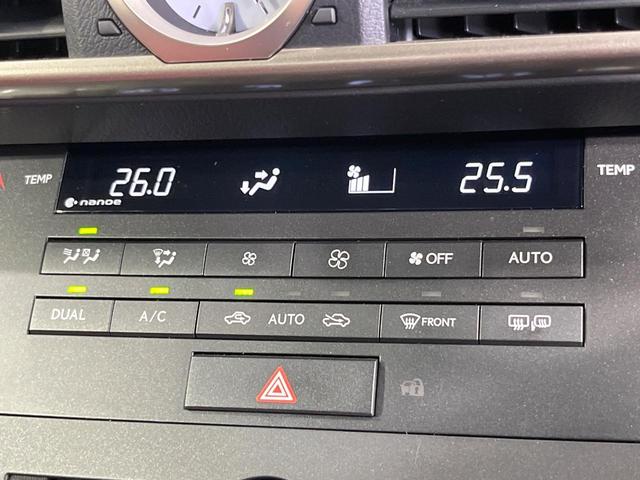 TEMP 26.0 25.5 TEMP
nanoe
OFF AUTO
DUAL A/C AUTO FRONT